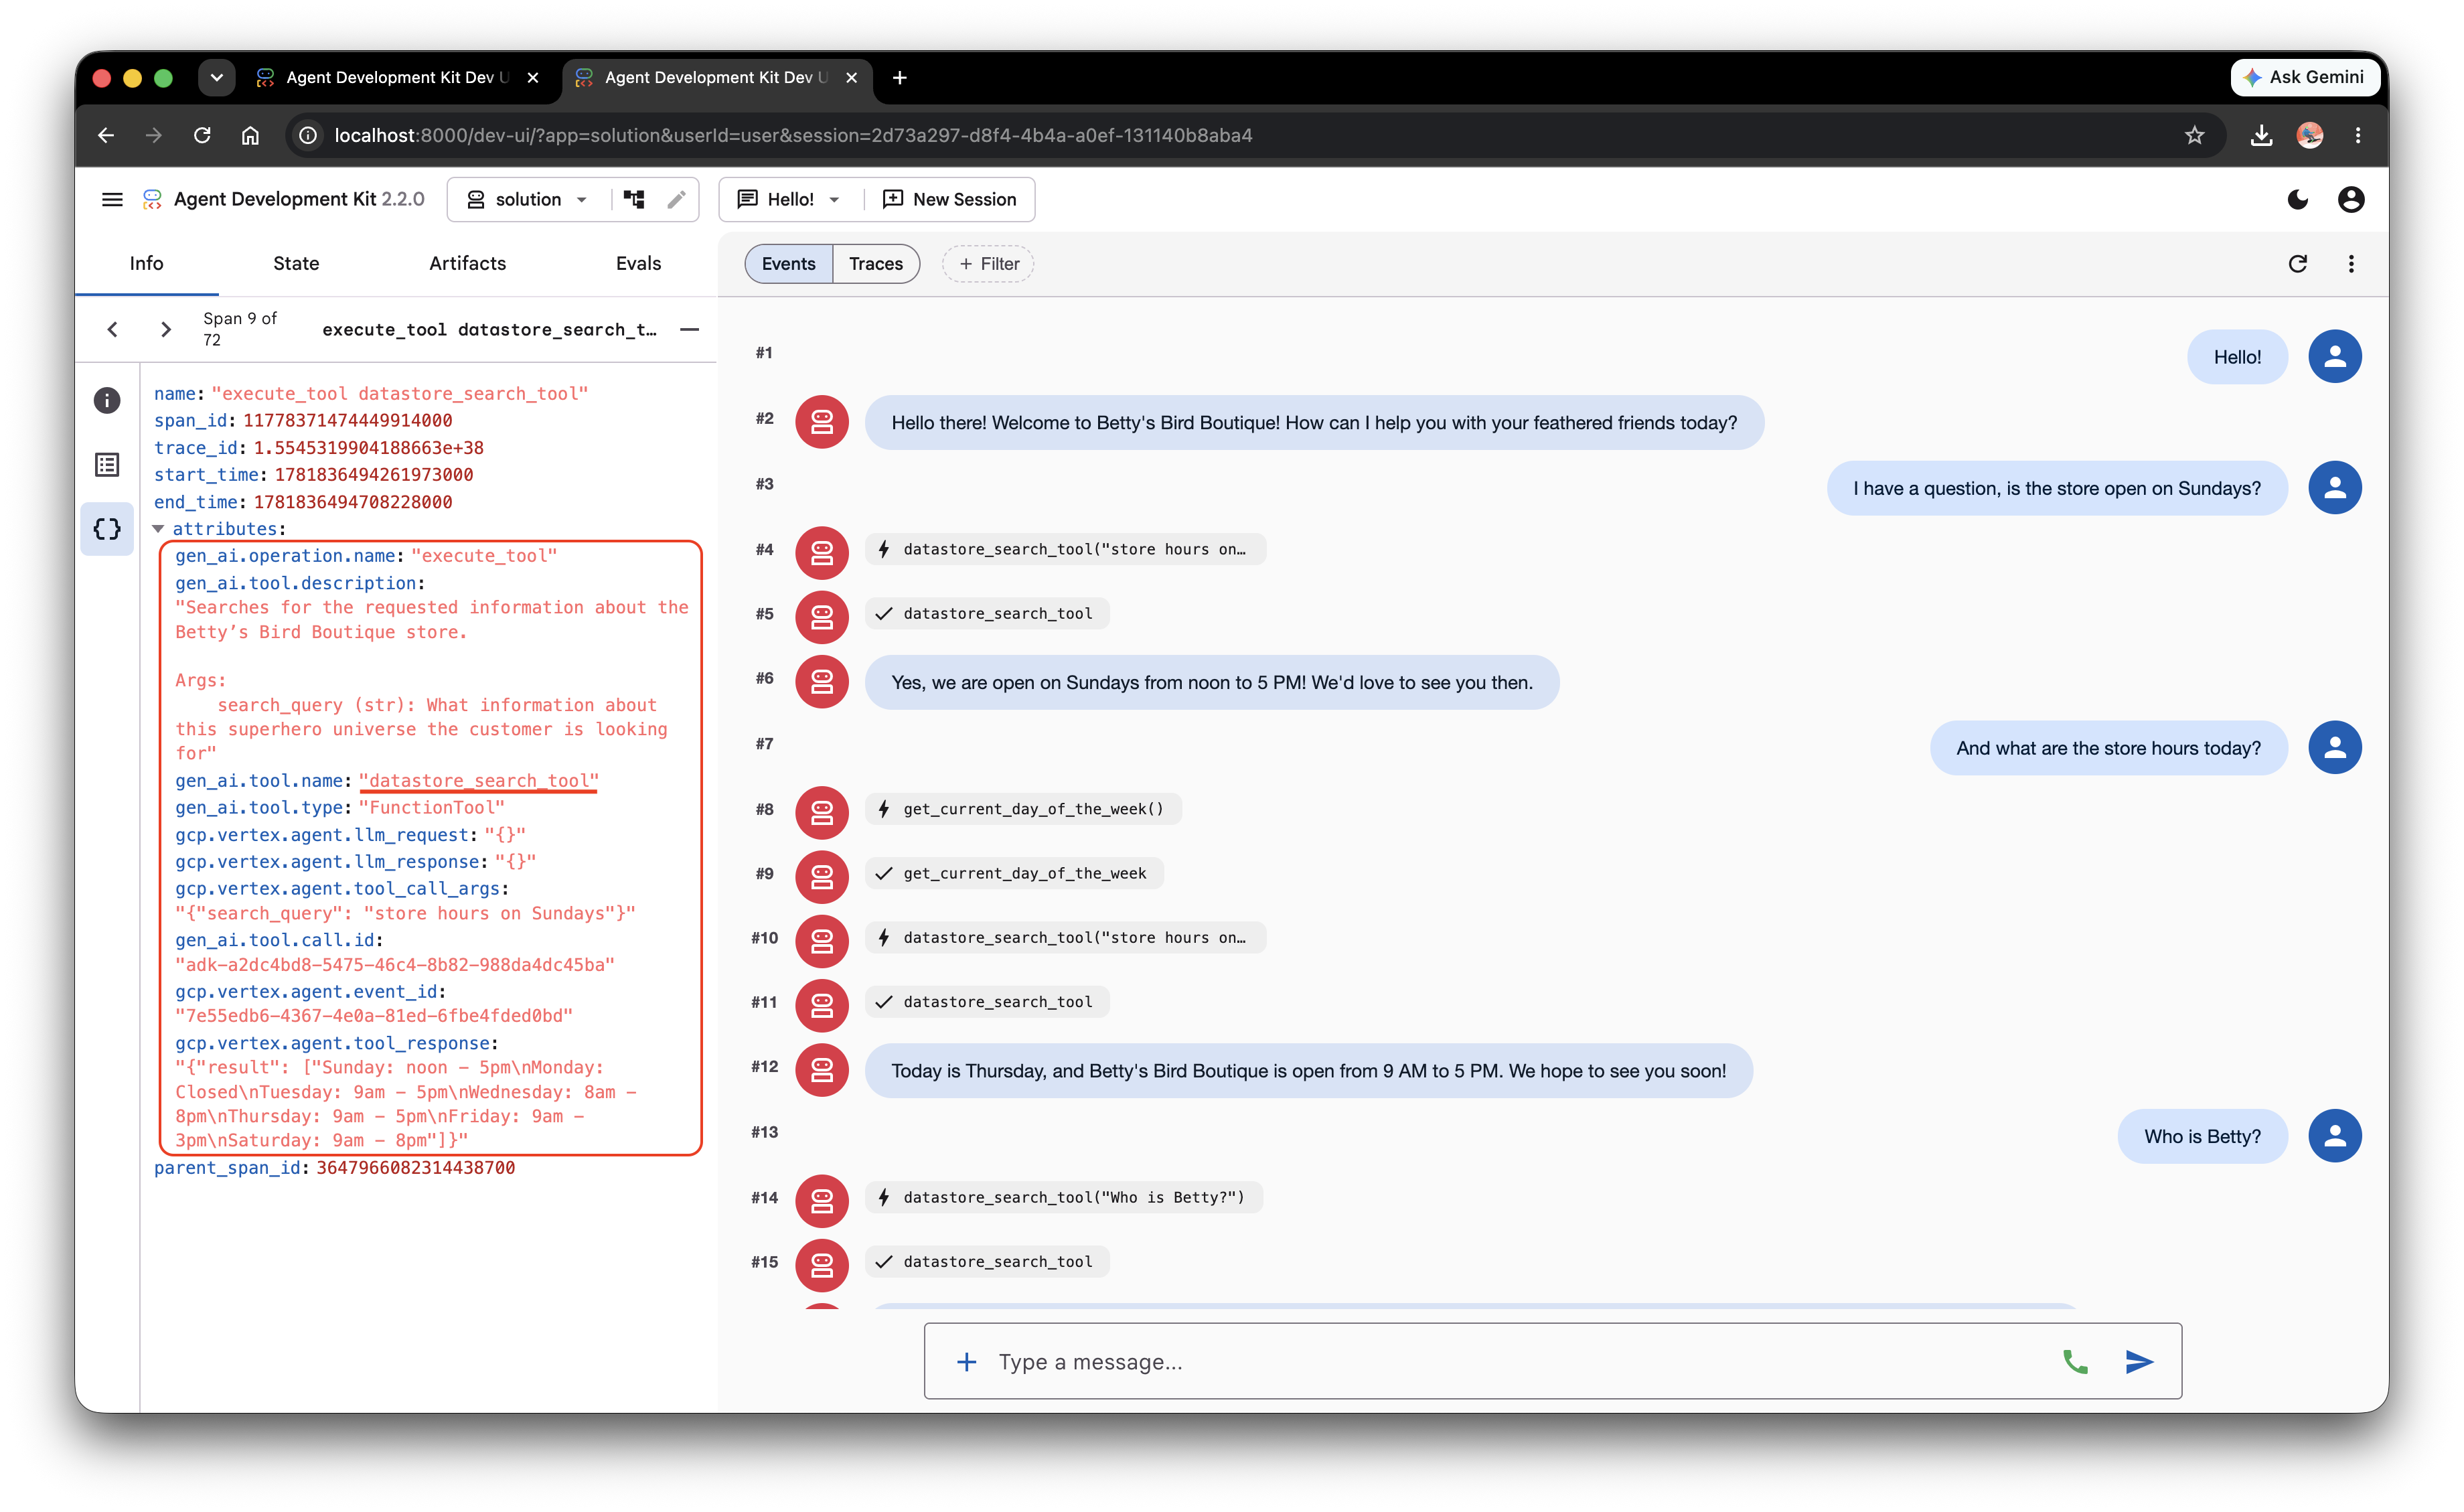 Agent Development Kit Dev U
Agent Development Kit Dev U
Ask Gemini
localhost:8000/dev-ui/?app=solution&userId=user&session=2d73a297-d8f4-4b4a-a0ef-131140b8aba4
Agent Development Kit 2.2.0
solution
Hello!
New Session
Info
State
Artifacts
Evals
Events
Traces
+ Filter
Span 9 of
72
execute_tool datastore_search_t…
name: "execute_tool datastore_search_tool"
span_id: 11778371474449914000
trace_id: 1.5545319904188663e+38
start_time: 1781836494261973000
end_time: 1781836494708228000
attributes:
gen_ai.operation.name: "execute_tool"
gen_ai.tool.description:
"Searches for the requested information about the
Betty’s Bird Boutique store.
Args:
search_query (str): What information about
this superhero universe the customer is looking
for"
gen_ai.tool.name: "datastore_search_tool"
gen_ai.tool.type: "FunctionTool"
gcp.vertex.agent.llm_request: "{}"
gcp.vertex.agent.llm_response: "{}"
gcp.vertex.agent.tool_call_args:
"{"search_query": "store hours on Sundays"}"
gen_ai.tool.call.id:
"adk-a2dc4bd8-5475-46c4-8b82-988da4dc45ba"
gcp.vertex.agent.event_id:
"7e55edb6-4367-4e0a-81ed-6fbe4fded0bd"
gcp.vertex.agent.tool_response:
"{"result": ["Sunday: noon - 5pm\nMonday:
Closed\nTuesday: 9am - 5pm\nWednesday: 8am -
8pm\nThursday: 9am - 5pm\nFriday: 9am -
3pm\nSaturday: 9am - 8pm"]}"
parent_span_id: 3647966082314438700
#1
Hello!
#2
Hello there! Welcome to Betty's Bird Boutique! How can I help you with your feathered friends today?
#3
I have a question, is the store open on Sundays?
#4
datastore_search_tool("store hours on…
#5
datastore_search_tool
#6
Yes, we are open on Sundays from noon to 5 PM! We'd love to see you then.
#7
And what are the store hours today?
#8
get_current_day_of_the_week()
#9
get_current_day_of_the_week
#10
datastore_search_tool("store hours on…
#11
datastore_search_tool
#12
Today is Thursday, and Betty's Bird Boutique is open from 9 AM to 5 PM. We hope to see you soon!
#13
Who is Betty?
#14
datastore_search_tool("Who is Betty?")
#15
datastore_search_tool
Type a message...